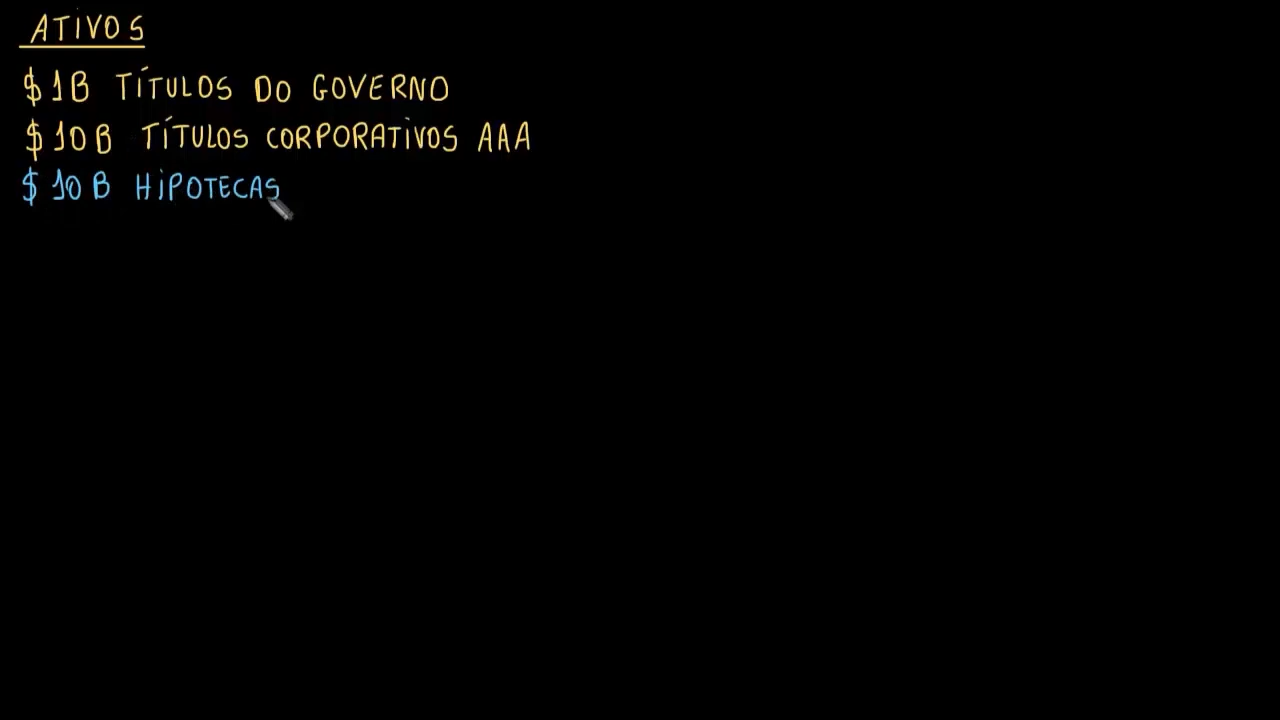 ATIVOS
$1B TÍTULOS DO GOVERNO
$10B TÍTULOS CORPORATIVOS AAA
$10B HIPOTECAS